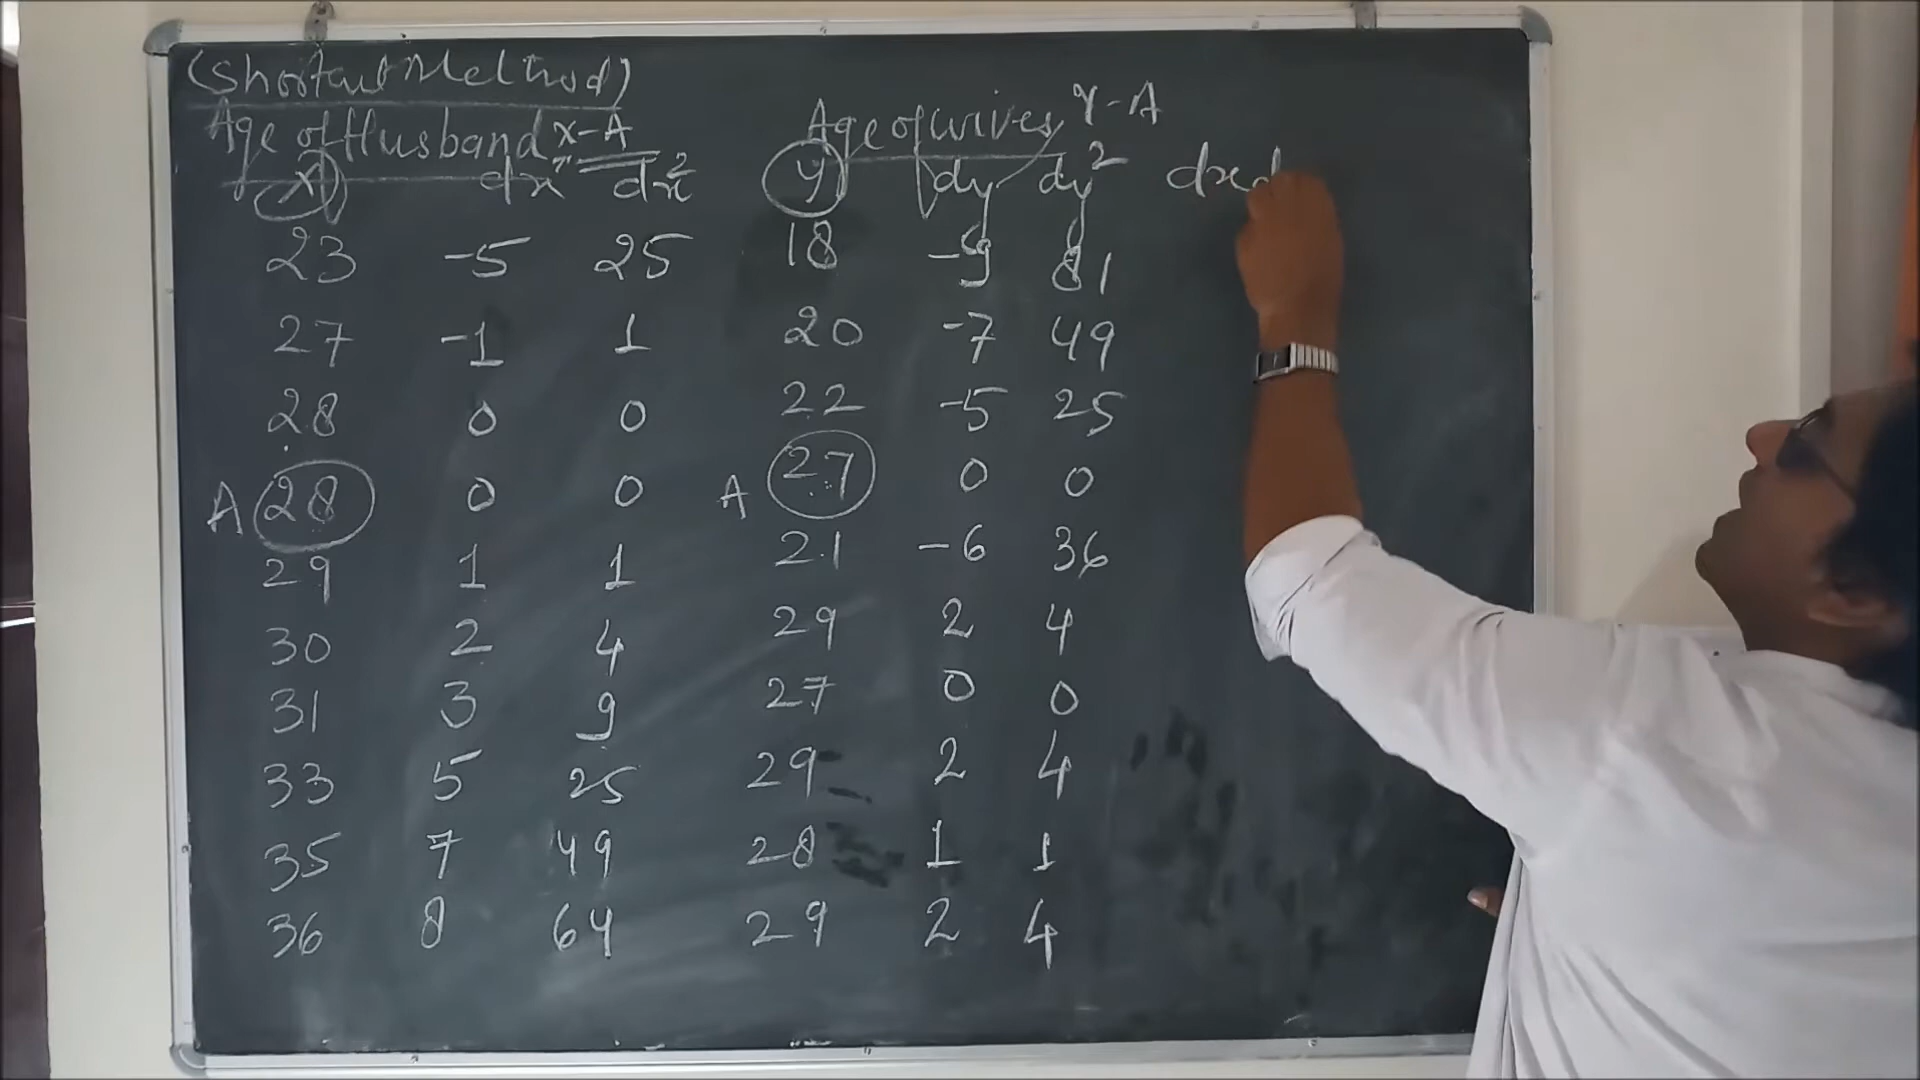 (Shortcut Method)
Age of Husband X-A Age of wives Y-A
X dx dx² y dy dy² dxd
23 -5 25 18 -9 81
27 -1 1 20 -7 49
28 0 0 22 -5 25
A 28 0 0 A 27 0 0
29 1 1 21 -6 36
30 2 4 29 2 4
31 3 9 27 0 0
33 5 25 29 2 4
35 7 49 28 1 1
36 8 64 29 2 4